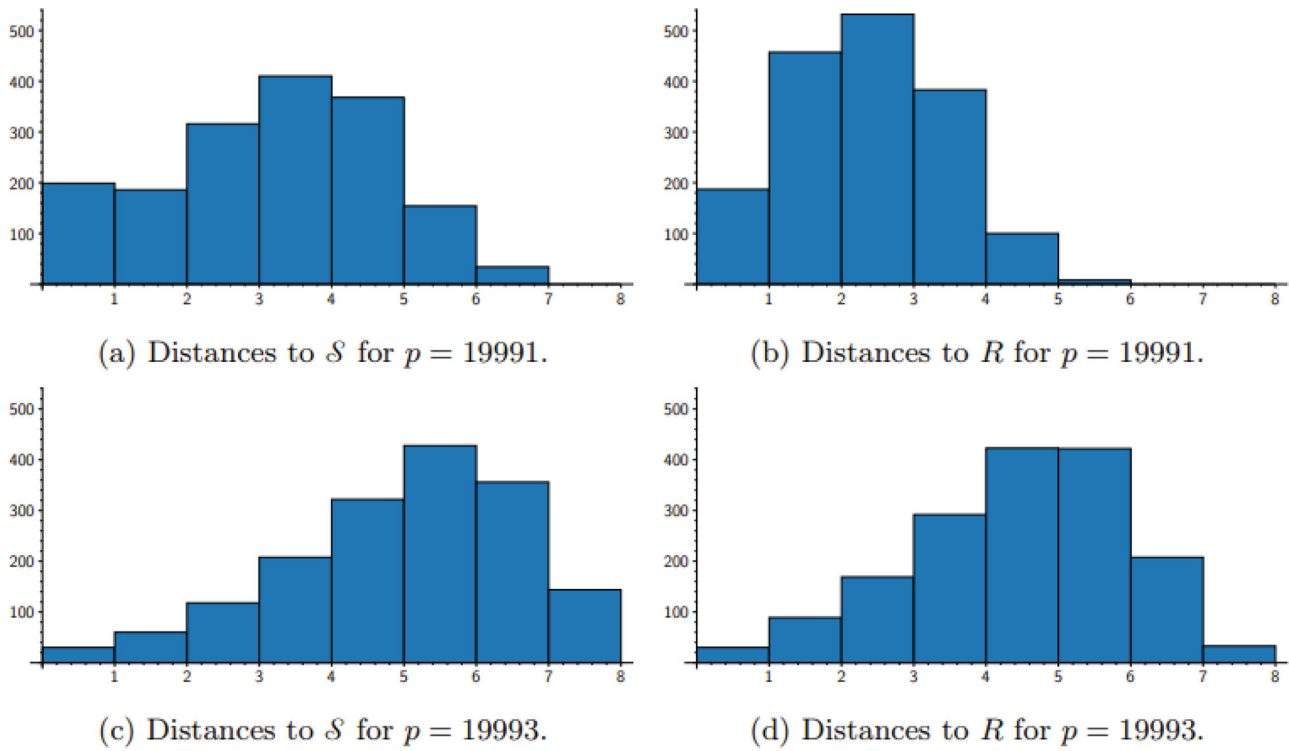 500
400
300
200
100
1 2 3 4 5 6 7 8
(a) Distances to 𝒮 for p = 19991.
500
400
300
200
100
1 2 3 4 5 6 7 8
(b) Distances to R for p = 19991.
500
400
300
200
100
1 2 3 4 5 6 7 8
(c) Distances to 𝒮 for p = 19993.
500
400
300
200
100
1 2 3 4 5 6 7 8
(d) Distances to R for p = 19993.